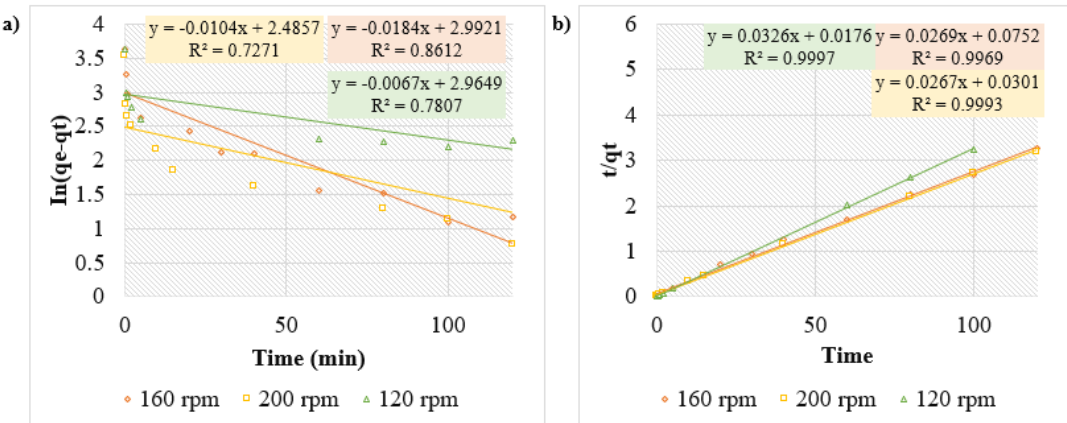 a)
y = -0.0104x + 2.4857
R² = 0.7271
y = -0.0184x + 2.9921
R² = 0.8612
y = -0.0067x + 2.9649
R² = 0.7807
In(qe-qt)
4
3.5
3
2.5
2
1.5
1
0.5
0
0
50
100
Time (min)
160 rpm
200 rpm
120 rpm
b)
y = 0.0326x + 0.0176
R² = 0.9997
y = 0.0269x + 0.0752
R² = 0.9969
y = 0.0267x + 0.0301
R² = 0.9993
t/qt
6
5
4
3
2
1
0
0
50
100
Time
160 rpm
200 rpm
120 rpm